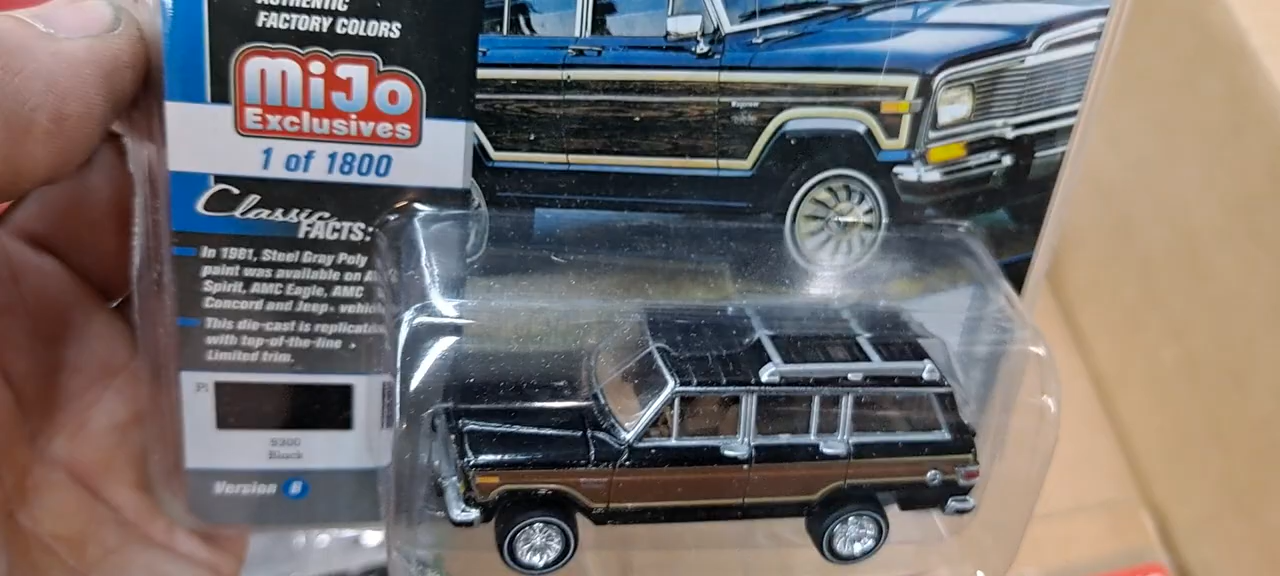 AUTHENTIC
FACTORY COLORS
MiJo
Exclusives
1 of 1800
Classic
FACTS:
In 1981, Steel Gray Poly
paint was available on
Spirit, AMC Eagle, AMC
Concord and Jeep
This die-cast is
with top-of-the-line
Limited trim.
Black
Version B
Wagoneer